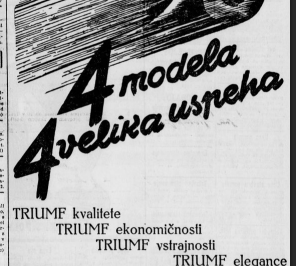 4 modela
4 velika uspeha
TRIUMF kvalitete
TRIUMF ekonomičnosti
TRIUMF vstrajnosti
TRIUMF elegance